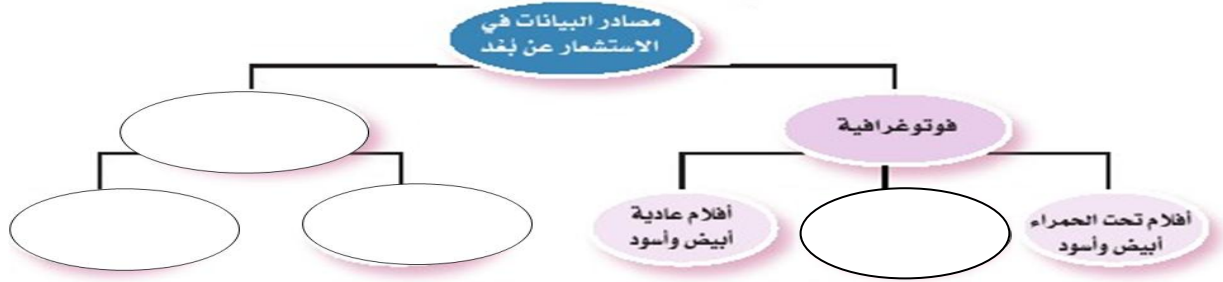 مصادر البيانات في
الاستشعار عن بُعد
فوتوغرافية
أفلام تحت الحمراء
أبيض وأسود
أفلام عادية
أبيض وأسود